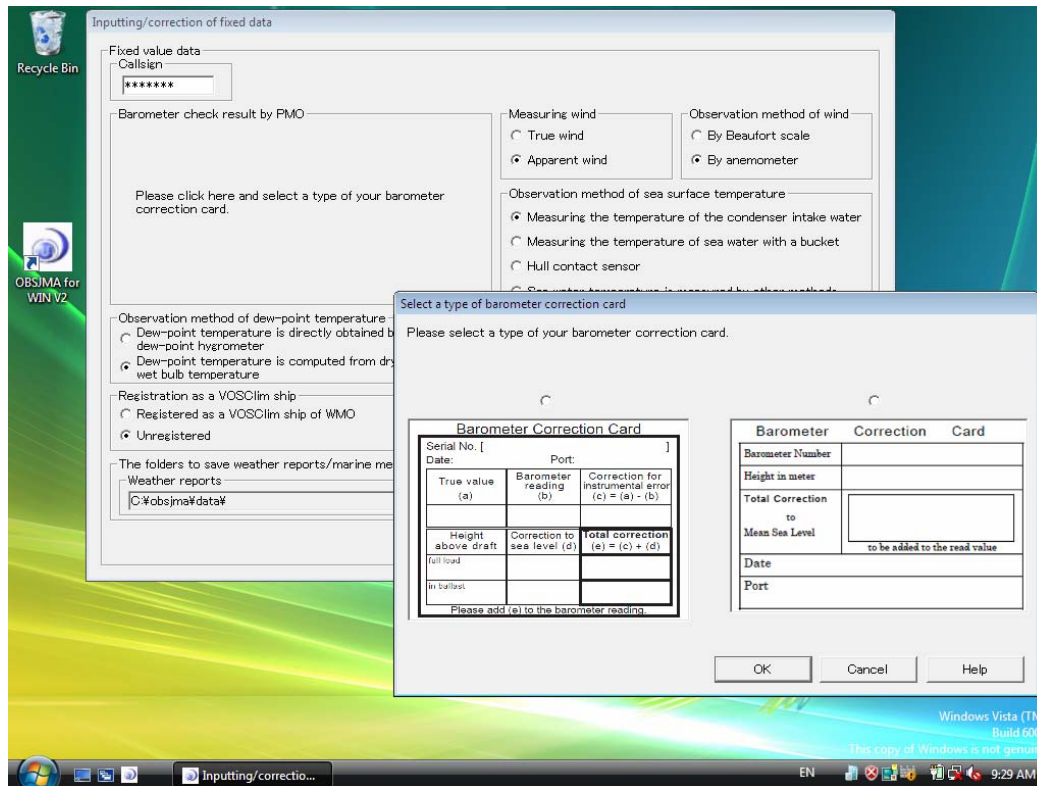 Recycle Bin
Inputting/correction of fixed data
Fixed value data
Callsign
*******
Barometer check result by PMO
Please click here and select a type of your barometer
correction card.
Measuring wind
True wind
Apparent wind
Observation method of wind
By Beaufort scale
By anemometer
Observation method of sea surface temperature
Measuring the temperature of the condenser intake water
Measuring the temperature of sea water with a bucket
Hull contact sensor
Sea water temperature is measured by other methods
OBSJMA for
WIN V2
Observation method of dew-point temperature
Dew-point temperature is directly obtained b
dew-point hygrometer
Dew-point temperature is computed from dry
wet bulb temperature
Registration as a VOSClim ship
Registered as a VOSClim ship of WMO
Unregistered
The folders to save weather reports/marine me
Weather reports
C:¥obsjma¥data¥
Select a type of barometer correction card
Please select a type of your barometer correction card.
Barometer Correction Card
Serial No. [ ]
Date: Port:
True value
(a)
Barometer
reading
(b)
Correction for
instrumental error
(c) = (a) - (b)
Height
above draft
Correction to
sea level (d)
Total correction
(e) = (c) + (d)
full load
in ballast
Please add (e) to the barometer reading.
Barometer Correction Card
Barometer Number
Height in meter
Total Correction
to
Mean Sea Level
to be added to the read value
Date
Port
OK Cancel Help
Windows Vista (TM
Build 600
This copy of Windows is not genuin
Inputting/correctio...
EN
9:29 AM